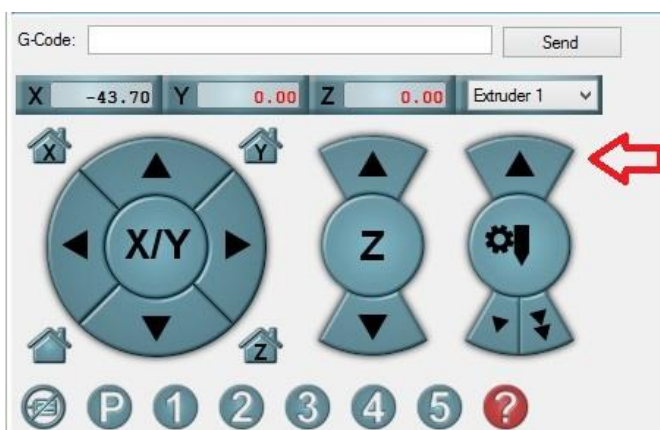 G-Code: Send
X -43.70 Y 0.00 Z 0.00 Extruder 1
X Y
X/Y Z
Z
P 1 2 3 4 5 ?